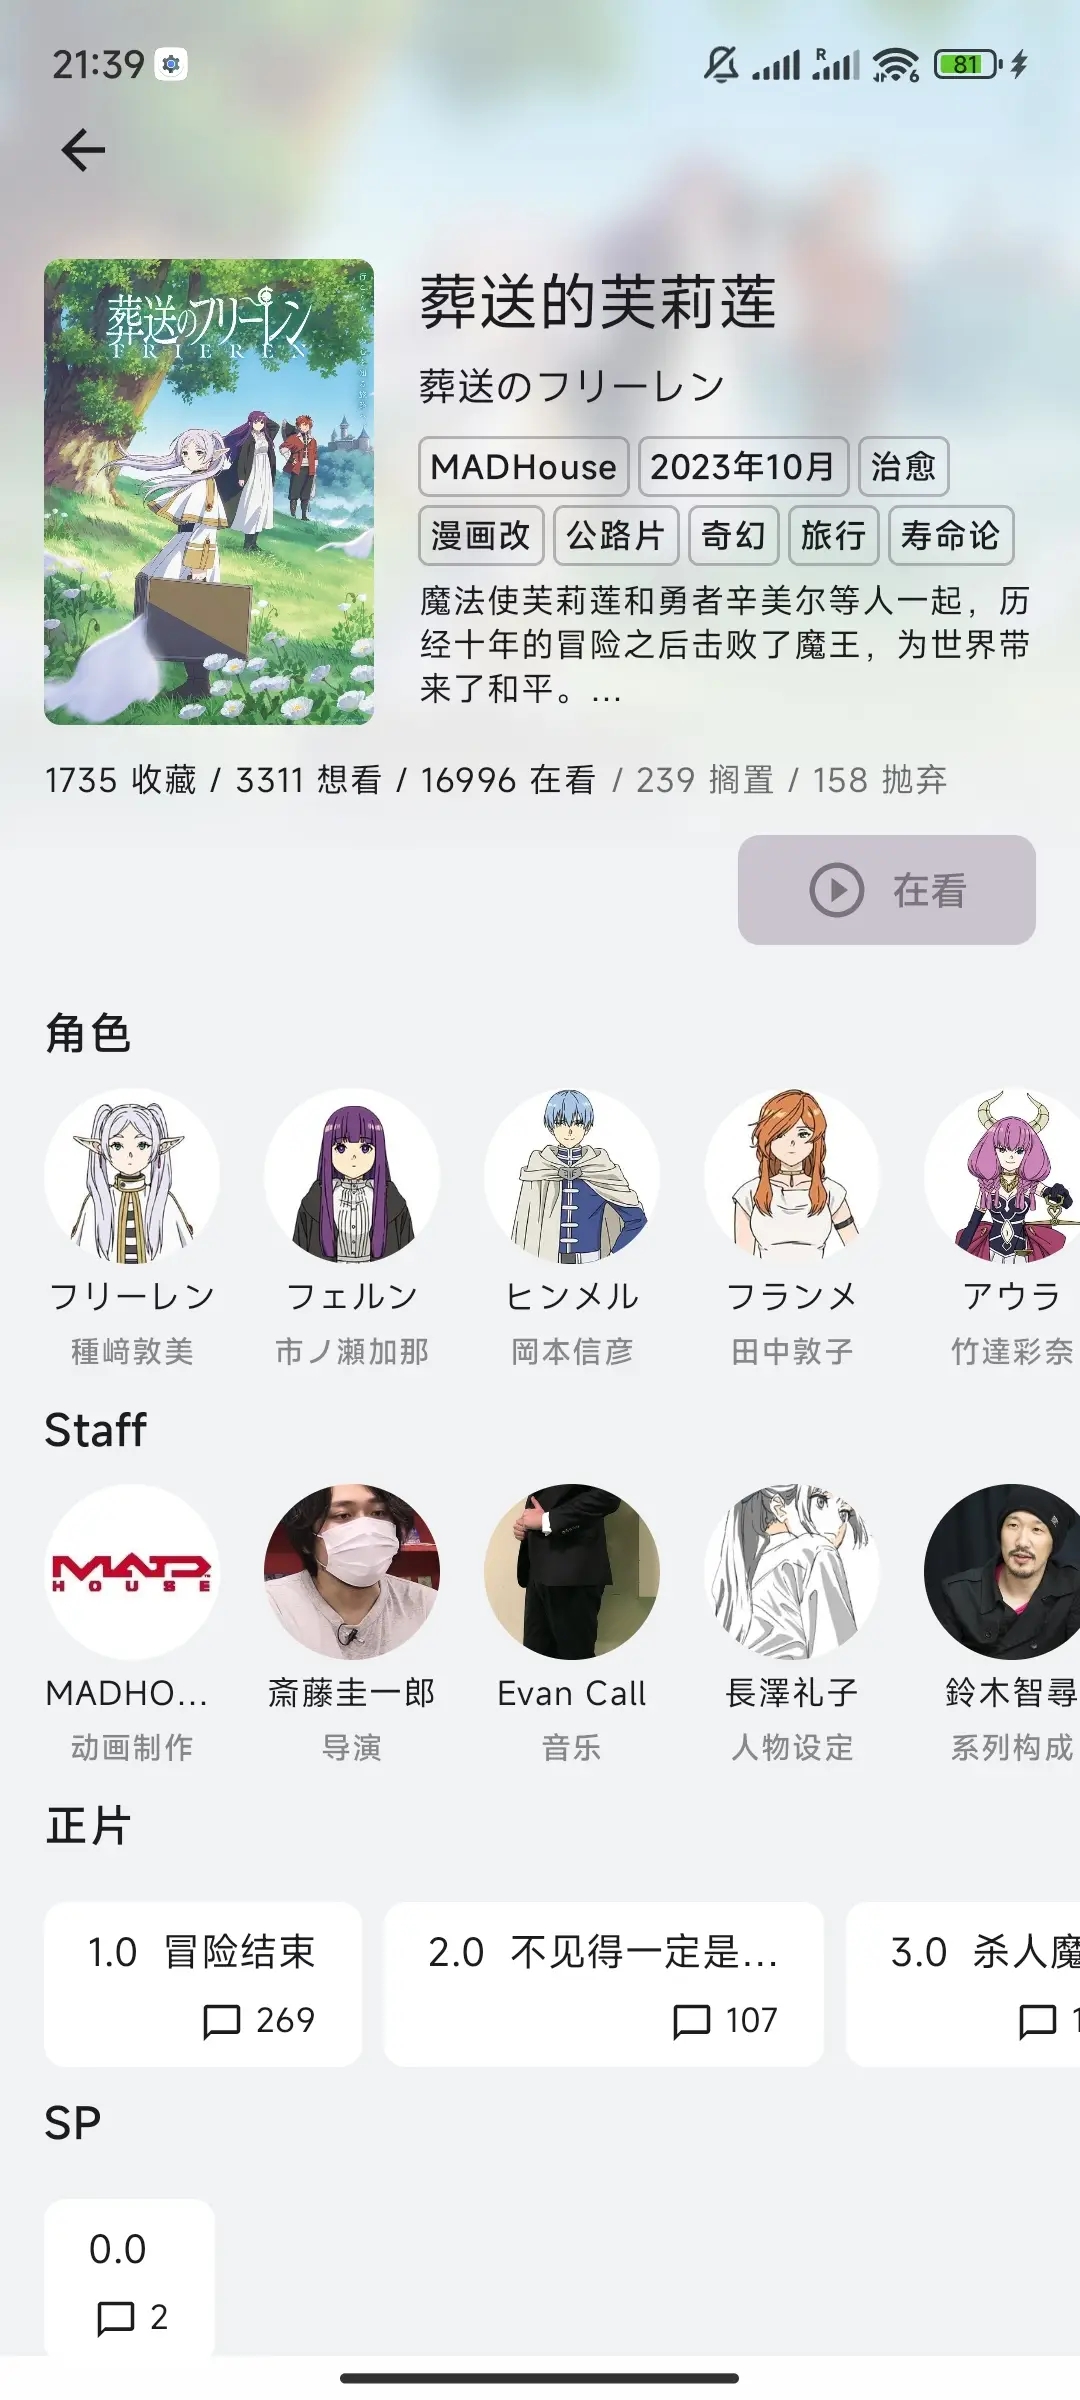 21:39
R
6
81
葬送のフリーレン
FRIEREN
葬送的芙莉莲
葬送のフリーレン
MADHouse 2023年10月 治愈
漫画改 公路片 奇幻 旅行 寿命论
魔法使芙莉莲和勇者辛美尔等人一起，历
经十年的冒险之后击败了魔王，为世界带
来了和平。...
1735 收藏 / 3311 想看 / 16996 在看 / 239 搁置 / 158 抛弃
在看
角色
フリーレン フェルン ヒンメル フランメ アウラ
種﨑敦美 市ノ瀬加那 岡本信彦 田中敦子 竹達彩奈
Staff
MAD HOUSE
MADHO... 斎藤圭一郎 Evan Call 長澤礼子 鈴木智尋
动画制作 导演 音乐 人物设定 系列构成
正片
1.0 冒险结束 2.0 不见得一定是... 3.0 杀人魔
269 107 1
SP
0.0
2